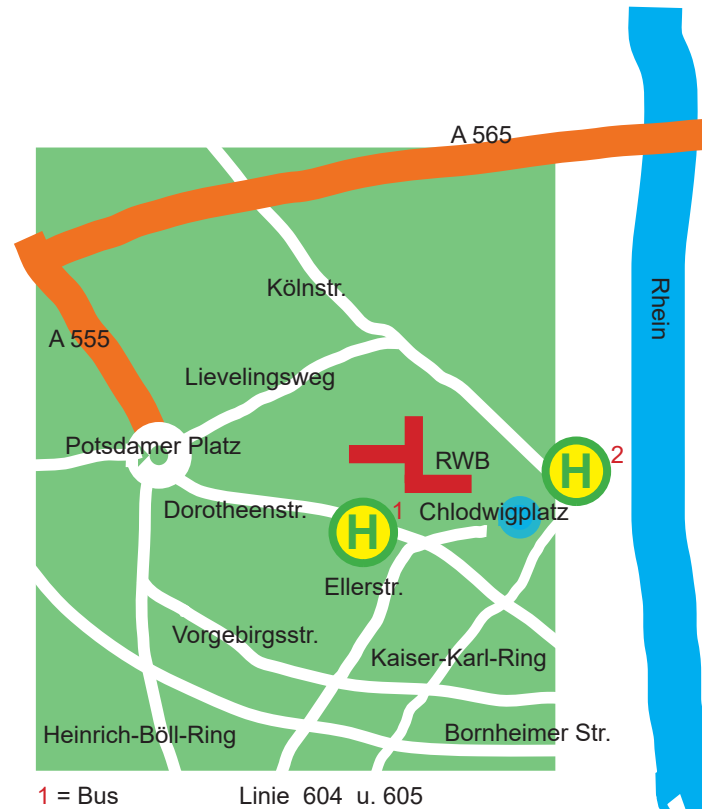 A 565
Kölnstr.
Rhein
A 555
Lievelingsweg
Potsdamer Platz
RWB
H 2
Dorotheenstr.
H 1
Chlodwigplatz
Ellerstr.
Vorgebirgsstr.
Kaiser-Karl-Ring
Heinrich-Böll-Ring
Bornheimer Str.
1 = Bus Linie 604 u. 605